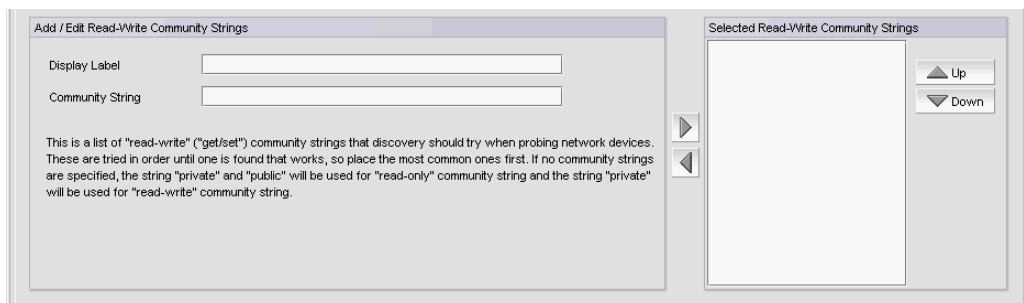 Add / Edit Read-Write Community Strings
Selected Read-Write Community Strings
Display Label
Up
Community String
Down
This is a list of "read-write" ("get/set") community strings that discovery should try when probing network devices.
These are tried in order until one is found that works, so place the most common ones first. If no community strings
are specified, the string "private" and "public" will be used for "read-only" community string and the string "private"
will be used for "read-write" community string.